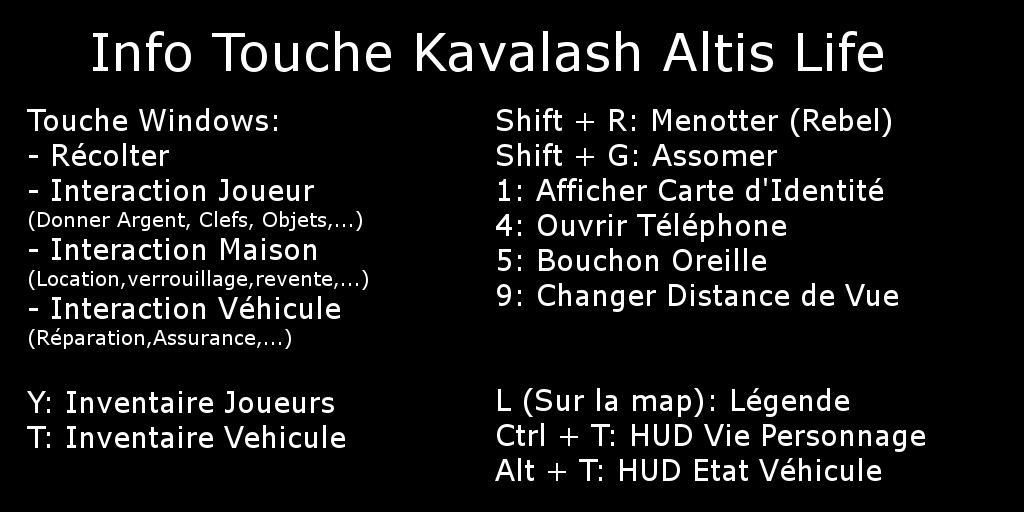 Info Touche Kavalash Altis Life
Touche Windows:
- Récolter
- Interaction Joueur
(Donner Argent, Clefs, Objets,...)
- Interaction Maison
(Location,verrouillage,revente,...)
- Interaction Véhicule
(Réparation,Assurance,...)
Y: Inventaire Joueurs
T: Inventaire Vehicule
Shift + R: Menotter (Rebel)
Shift + G: Assomer
1: Afficher Carte d'Identité
4: Ouvrir Téléphone
5: Bouchon Oreille
9: Changer Distance de Vue
L (Sur la map): Légende
Ctrl + T: HUD Vie Personnage
Alt + T: HUD Etat Véhicule